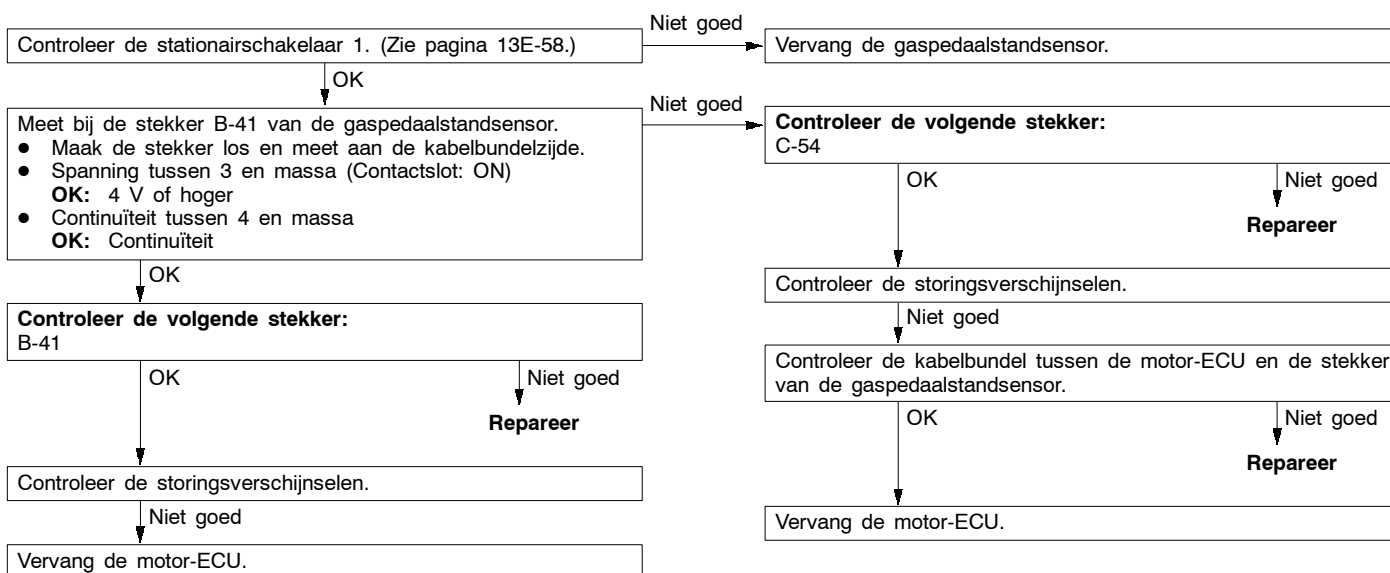 Controleer de stationairschakelaar 1. (Zie pagina 13E-58.)
Niet goed
Vervang de gaspedaalstandsensor.
OK
Meet bij de stekker B-41 van de gaspedaalstandsensor.
● Maak de stekker los en meet aan de kabelbundelzijde.
● Spanning tussen 3 en massa (Contactslot: ON)
OK: 4 V of hoger
● Continuïteit tussen 4 en massa
OK: Continuïteit
Niet goed
Controleer de volgende stekker:
C-54
OK
Niet goed
Repareer
Controleer de storingsverschijnselen.
Niet goed
Controleer de kabelbundel tussen de motor-ECU en de stekker
van de gaspedaalstandsensor.
OK
Niet goed
Repareer
Vervang de motor-ECU.
OK
Controleer de volgende stekker:
B-41
OK
Niet goed
Repareer
Controleer de storingsverschijnselen.
Niet goed
Vervang de motor-ECU.